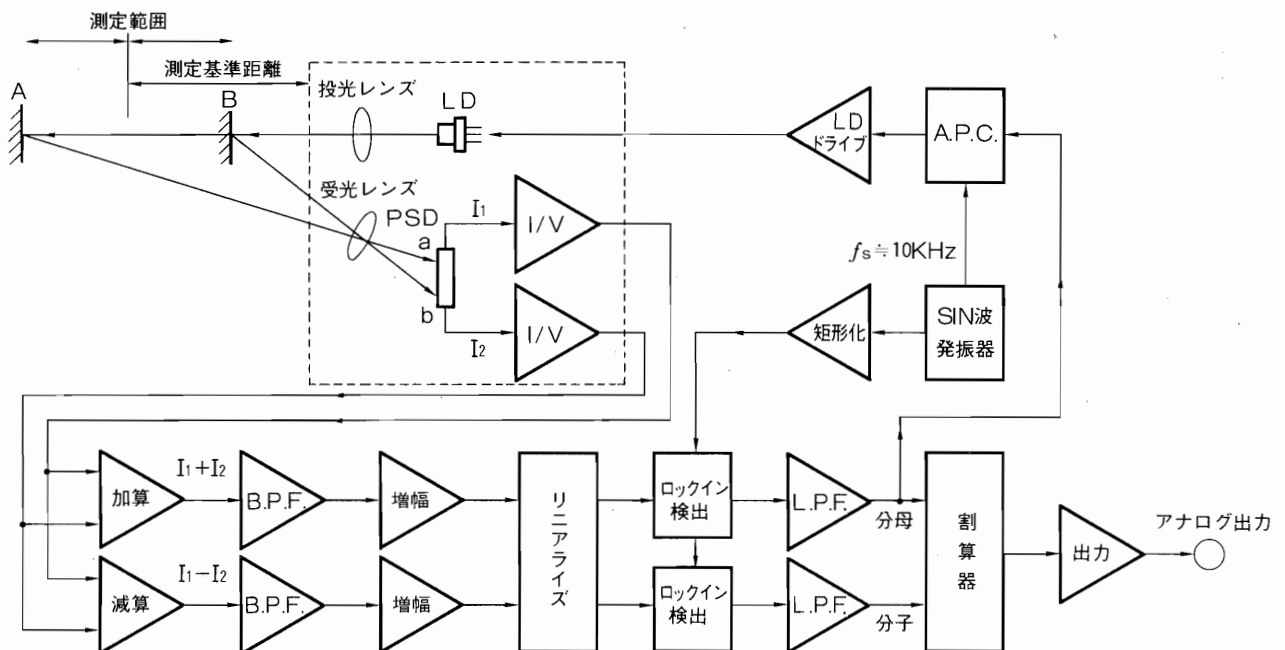 測定範囲
測定基準距離
A
B
投光レンズ
LD
LD
ドライブ
A.P.C.
受光レンズ
PSD
a
b
I₁
I/V
I₂
I/V
fs≒10KHz
矩形化
SIN波
発振器
加算
I₁+I₂
B.P.F.
増幅
リニアライズ
ロックイン
検出
L.P.F.
分母
割算器
出力
アナログ出力
減算
I₁−I₂
B.P.F.
増幅
ロックイン
検出
L.P.F.
分子